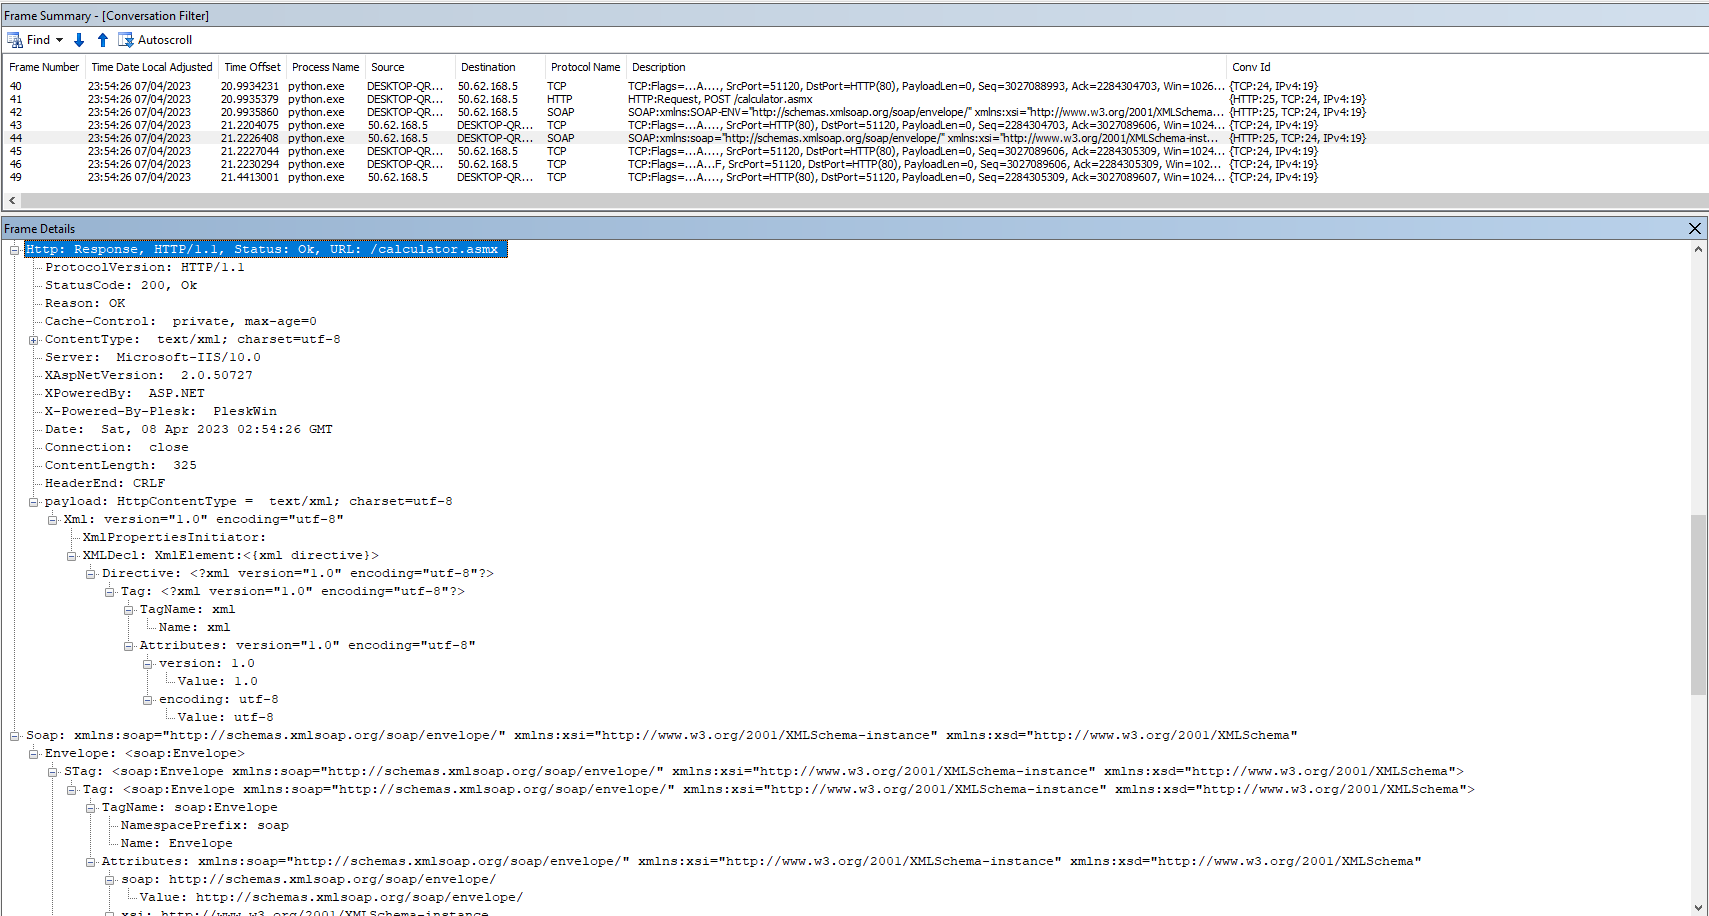 Frame Summary - [Conversation Filter]
Find Autoscroll
Frame Number Time Date Local Adjusted Time Offset Process Name Source Destination Protocol Name Description Conv Id
40 23:54:26 07/04/2023 20.9934231 python.exe DESKTOP-QR... 50.62.168.5 TCP TCP:Flags=...A...., SrcPort=51120, DstPort=HTTP(80), PayloadLen=0, Seq=3027088993, Ack=2284304703, Win=1026... {TCP:24, IPv4:19}
41 23:54:26 07/04/2023 20.9935379 python.exe DESKTOP-QR... 50.62.168.5 HTTP HTTP:Request, POST /calculator.asmx {HTTP:25, TCP:24, IPv4:19}
42 23:54:26 07/04/2023 20.9935860 python.exe DESKTOP-QR... 50.62.168.5 SOAP SOAP:xmlns:SOAP-ENV="http://schemas.xmlsoap.org/soap/envelope/" xmlns:xsi="http://www.w3.org/2001/XMLSchema... {HTTP:25, TCP:24, IPv4:19}
43 23:54:26 07/04/2023 21.2204075 python.exe 50.62.168.5 DESKTOP-QR... TCP TCP:Flags=...A...., SrcPort=HTTP(80), DstPort=51120, PayloadLen=0, Seq=2284304703, Ack=3027089606, Win=1024... {TCP:24, IPv4:19}
44 23:54:26 07/04/2023 21.2226408 python.exe 50.62.168.5 DESKTOP-QR... SOAP SOAP:xmlns:soap="http://schemas.xmlsoap.org/soap/envelope/" xmlns:xsi="http://www.w3.org/2001/XMLSchema-inst... {HTTP:25, TCP:24, IPv4:19}
45 23:54:26 07/04/2023 21.2227044 python.exe DESKTOP-QR... 50.62.168.5 TCP TCP:Flags=...A...., SrcPort=51120, DstPort=HTTP(80), PayloadLen=0, Seq=3027089606, Ack=2284305309, Win=1024... {TCP:24, IPv4:19}
46 23:54:26 07/04/2023 21.2230294 python.exe DESKTOP-QR... 50.62.168.5 TCP TCP:Flags=...A...F, SrcPort=51120, DstPort=HTTP(80), PayloadLen=0, Seq=3027089606, Ack=2284305309, Win=102... {TCP:24, IPv4:19}
49 23:54:26 07/04/2023 21.4413001 python.exe 50.62.168.5 DESKTOP-QR... TCP TCP:Flags=...A...., SrcPort=HTTP(80), DstPort=51120, PayloadLen=0, Seq=2284305309, Ack=3027089607, Win=1024... {TCP:24, IPv4:19}
Frame Details
Http: Response, HTTP/1.1, Status: Ok, URL: /calculator.asmx
ProtocolVersion: HTTP/1.1
StatusCode: 200, Ok
Reason: OK
Cache-Control: private, max-age=0
ContentType: text/xml; charset=utf-8
Server: Microsoft-IIS/10.0
XAspNetVersion: 2.0.50727
XPoweredBy: ASP.NET
X-Powered-By-Plesk: PleskWin
Date: Sat, 08 Apr 2023 02:54:26 GMT
Connection: close
ContentLength: 325
HeaderEnd: CRLF
payload: HttpContentType = text/xml; charset=utf-8
Xml: version="1.0" encoding="utf-8"
XmlPropertiesInitiator:
XMLDecl: XmlElement:<{xml directive}>
Directive: <?xml version="1.0" encoding="utf-8"?>
Tag: <?xml version="1.0" encoding="utf-8"?>
TagName: xml
Name: xml
Attributes: version="1.0" encoding="utf-8"
version: 1.0
Value: 1.0
encoding: utf-8
Value: utf-8
Soap: xmlns:soap="http://schemas.xmlsoap.org/soap/envelope/" xmlns:xsi="http://www.w3.org/2001/XMLSchema-instance" xmlns:xsd="http://www.w3.org/2001/XMLSchema"
Envelope: <soap:Envelope>
STag: <soap:Envelope xmlns:soap="http://schemas.xmlsoap.org/soap/envelope/" xmlns:xsi="http://www.w3.org/2001/XMLSchema-instance" xmlns:xsd="http://www.w3.org/2001/XMLSchema">
Tag: <soap:Envelope xmlns:soap="http://schemas.xmlsoap.org/soap/envelope/" xmlns:xsi="http://www.w3.org/2001/XMLSchema-instance" xmlns:xsd="http://www.w3.org/2001/XMLSchema">
TagName: soap:Envelope
NamespacePrefix: soap
Name: Envelope
Attributes: xmlns:soap="http://schemas.xmlsoap.org/soap/envelope/" xmlns:xsi="http://www.w3.org/2001/XMLSchema-instance" xmlns:xsd="http://www.w3.org/2001/XMLSchema"
soap: http://schemas.xmlsoap.org/soap/envelope/
Value: http://schemas.xmlsoap.org/soap/envelope/
xsi: http://www.w3.org/2001/XMLSchema-instance